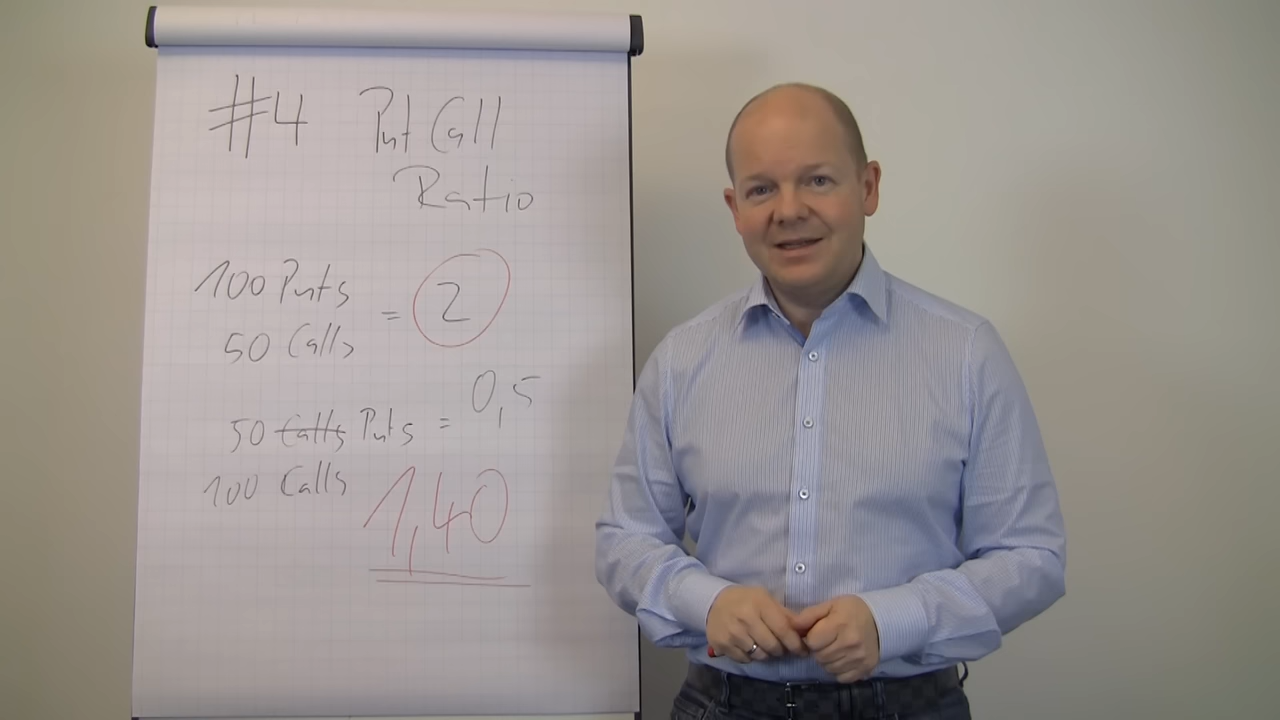 #4 Put Call
Ratio
100 Puts
50 Calls
= 2
50 Calls Puts = 0,5
100 Calls
1,40